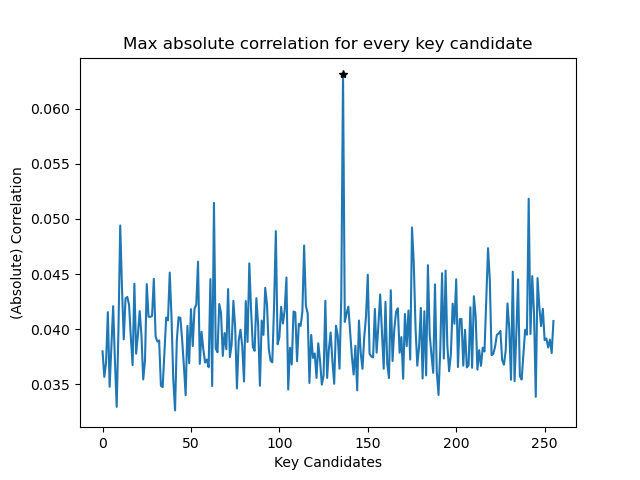 Max absolute correlation for every key candidate
0.060
0.055
0.050
0.045
0.040
0.035
(Absolute) Correlation
0 50 100 150 200 250
Key Candidates